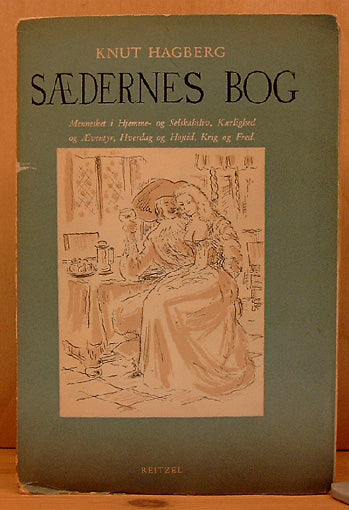 KNUT HAGBERG
SÆDERNES BOG
Mennesket i Hjemme- og Selskabsliv, Kærlighed
og Æventyr, Hverdag og Højtid, Krig og Fred.
REITZEL